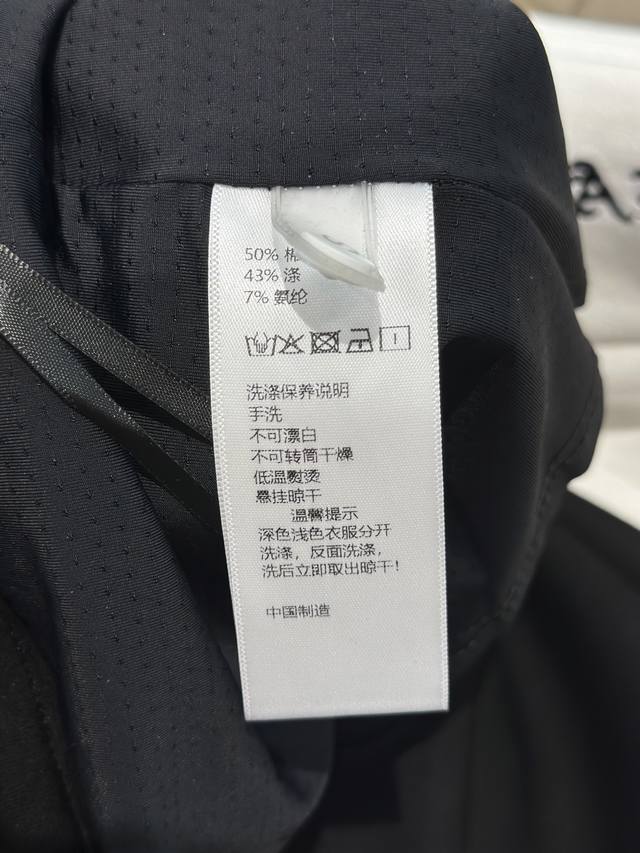 50% 棉
43% 涤
7% 氨纶
洗涤保养说明
手洗
不可漂白
不可转筒干燥
低温熨烫
悬挂晾干
温馨提示
深色浅色衣服分开
洗涤，反面洗涤，
洗后立即取出晾干！
中国制造
A